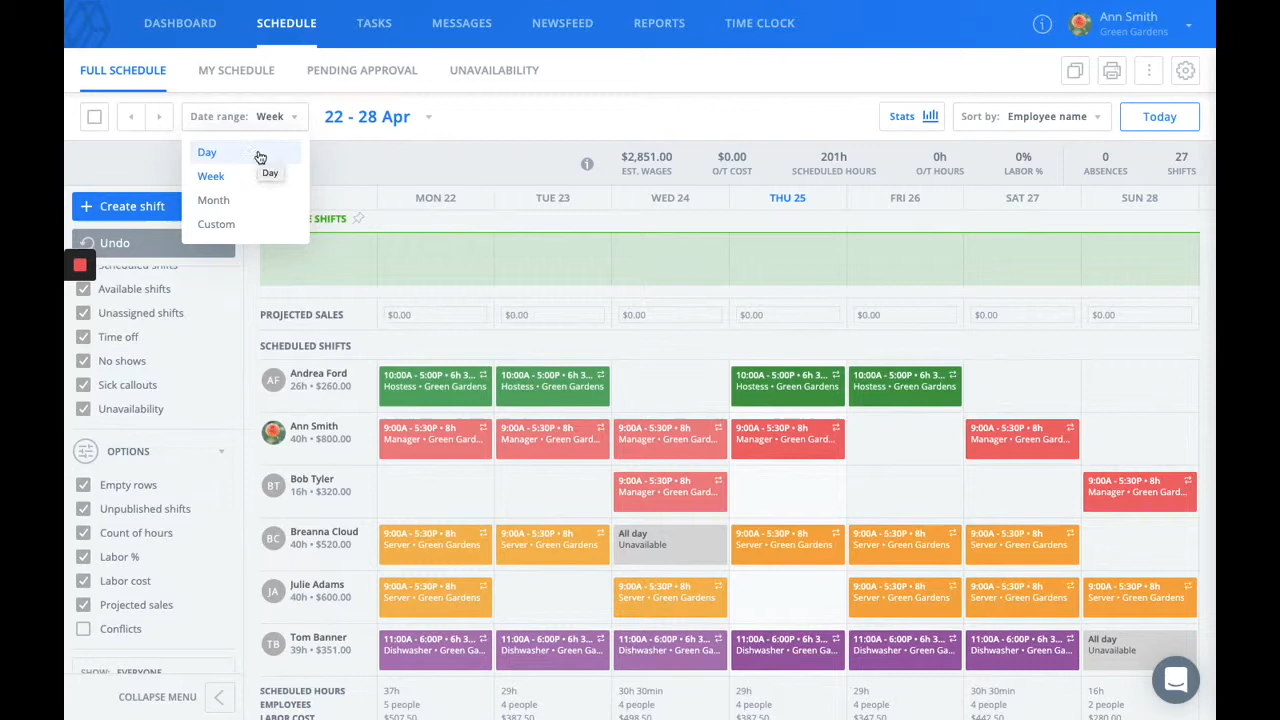 DASHBOARD SCHEDULE TASKS MESSAGES NEWSFEED REPORTS TIME CLOCK
Ann Smith
Green Gardens
FULL SCHEDULE MY SCHEDULE PENDING APPROVAL UNAVAILABILITY
Date range: Week 22 - 28 Apr Stats Sort by: Employee name Today
Day
Day
Week
Month
Custom
$2,851.00 $0.00 201h 0h 0% 0 27
EST. WAGES O/T COST SCHEDULED HOURS O/T HOURS LABOR % ABSENCES SHIFTS
MON 22 TUE 23 WED 24 THU 25 FRI 26 SAT 27 SUN 28
Create shift
SHIFTS
Undo
Scheduled shifts
Available shifts
Unassigned shifts
Time off
No shows
Sick callouts
Unavailability
OPTIONS
Empty rows
Unpublished shifts
Count of hours
Labor %
Labor cost
Projected sales
Conflicts
SHOW: EVERYONE
COLLAPSE MENU
PROJECTED SALES $0.00 $0.00 $0.00 $0.00 $0.00 $0.00 $0.00
SCHEDULED SHIFTS
AF Andrea Ford
26h • $260.00
10:00A - 5:00P • 6h 3... 10:00A - 5:00P • 6h 3... 10:00A - 5:00P • 6h 3... 10:00A - 5:00P • 6h 3...
Hostess • Green Gardens Hostess • Green Gardens Hostess • Green Gardens Hostess • Green Gardens
Ann Smith
40h • $800.00
9:00A - 5:30P • 8h 9:00A - 5:30P • 8h 9:00A - 5:30P • 8h 9:00A - 5:30P • 8h 9:00A - 5:30P • 8h
Manager • Green Gard... Manager • Green Gard... Manager • Green Gard... Manager • Green Gard... Manager • Green Gard...
BT Bob Tyler
16h • $320.00
9:00A - 5:30P • 8h 9:00A - 5:30P • 8h
Manager • Green Gard... Manager • Green Gard...
BC Breanna Cloud
40h • $520.00
9:00A - 5:30P • 8h 9:00A - 5:30P • 8h All day 9:00A - 5:30P • 8h 9:00A - 5:30P • 8h 9:00A - 5:30P • 8h
Server • Green Gardens Server • Green Gardens Unavailable Server • Green Gardens Server • Green Gardens Server • Green Gardens
JA Julie Adams
40h • $600.00
9:00A - 5:30P • 8h 9:00A - 5:30P • 8h 9:00A - 5:30P • 8h 9:00A - 5:30P • 8h 9:00A - 5:30P • 8h
Server • Green Gardens Server • Green Gardens Server • Green Gardens Server • Green Gardens Server • Green Gardens
TB Tom Banner
39h • $351.00
11:00A - 6:00P • 6h 3... 11:00A - 6:00P • 6h 3... 11:00A - 6:00P • 6h 3... 11:00A - 6:00P • 6h 3... 11:00A - 6:00P • 6h 3... 11:00A - 6:00P • 6h 3... All day
Dishwasher • Green Ga... Dishwasher • Green Ga... Dishwasher • Green Ga... Dishwasher • Green Ga... Dishwasher • Green Ga... Dishwasher • Green Ga... Unavailable
SCHEDULED HOURS 37h 29h 30h 30min 29h 29h 30h 30min 16h
EMPLOYEES 5 people 4 people 4 people 4 people 4 people 4 people 2 people
LABOR COST $507.50 $387.50 $498.50 $387.50 $347.50 $442.50 $280.00